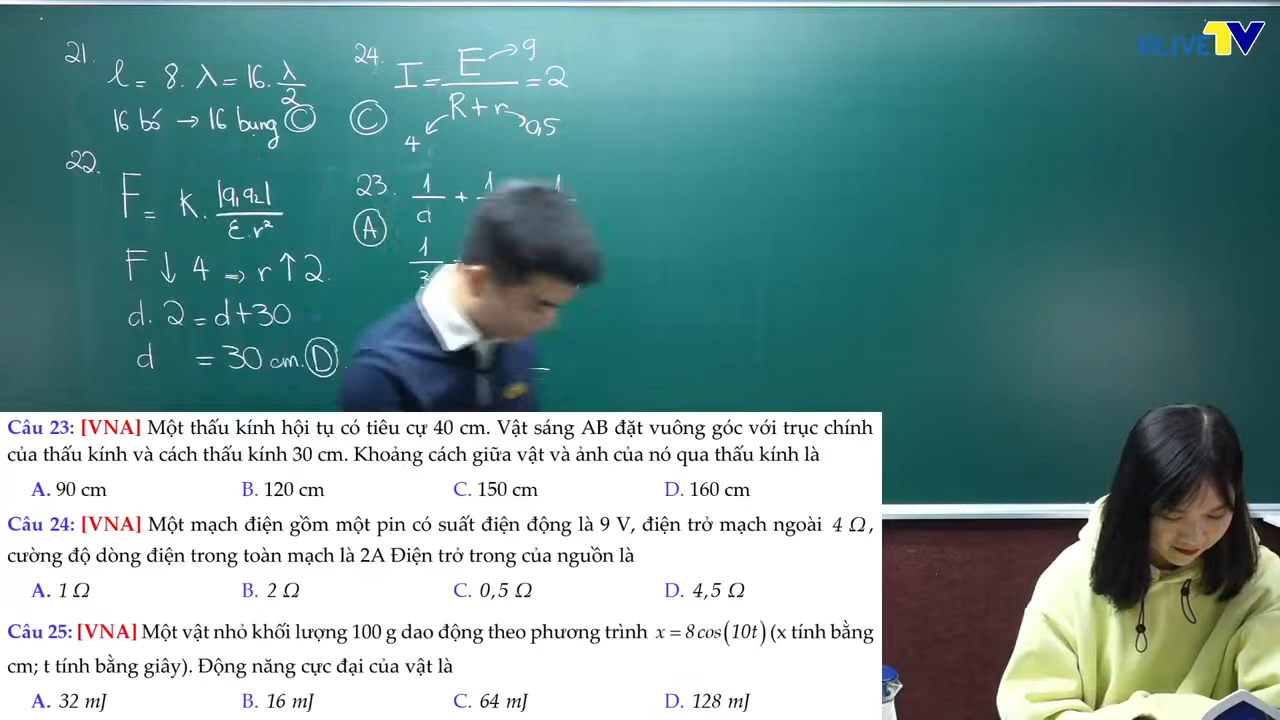 BLIVE TV
21. l = 8. λ = 16. λ/2
16 bó → 16 bụng C
22. F = K. |q1 q2| / ε.r²
F ↓ 4 → r ↑ 2
d. 2 = d+30
d = 30 cm. D
24. I = E / R + r = 2
9
4
0,5
C
23. 1/d + 1
A
1/3
Câu 23: [VNA] Một thấu kính hội tụ có tiêu cự 40 cm. Vật sáng AB đặt vuông góc với trục chính
của thấu kính và cách thấu kính 30 cm. Khoảng cách giữa vật và ảnh của nó qua thấu kính là
A. 90 cm B. 120 cm C. 150 cm D. 160 cm
Câu 24: [VNA] Một mạch điện gồm một pin có suất điện động là 9 V, điện trở mạch ngoài 4 Ω,
cường độ dòng điện trong toàn mạch là 2A Điện trở trong của nguồn là
A. 1 Ω B. 2 Ω C. 0,5 Ω D. 4,5 Ω
Câu 25: [VNA] Một vật nhỏ khối lượng 100 g dao động theo phương trình x = 8cos(10t) (x tính bằng
cm; t tính bằng giây). Động năng cực đại của vật là
A. 32 mJ B. 16 mJ C. 64 mJ D. 128 mJ